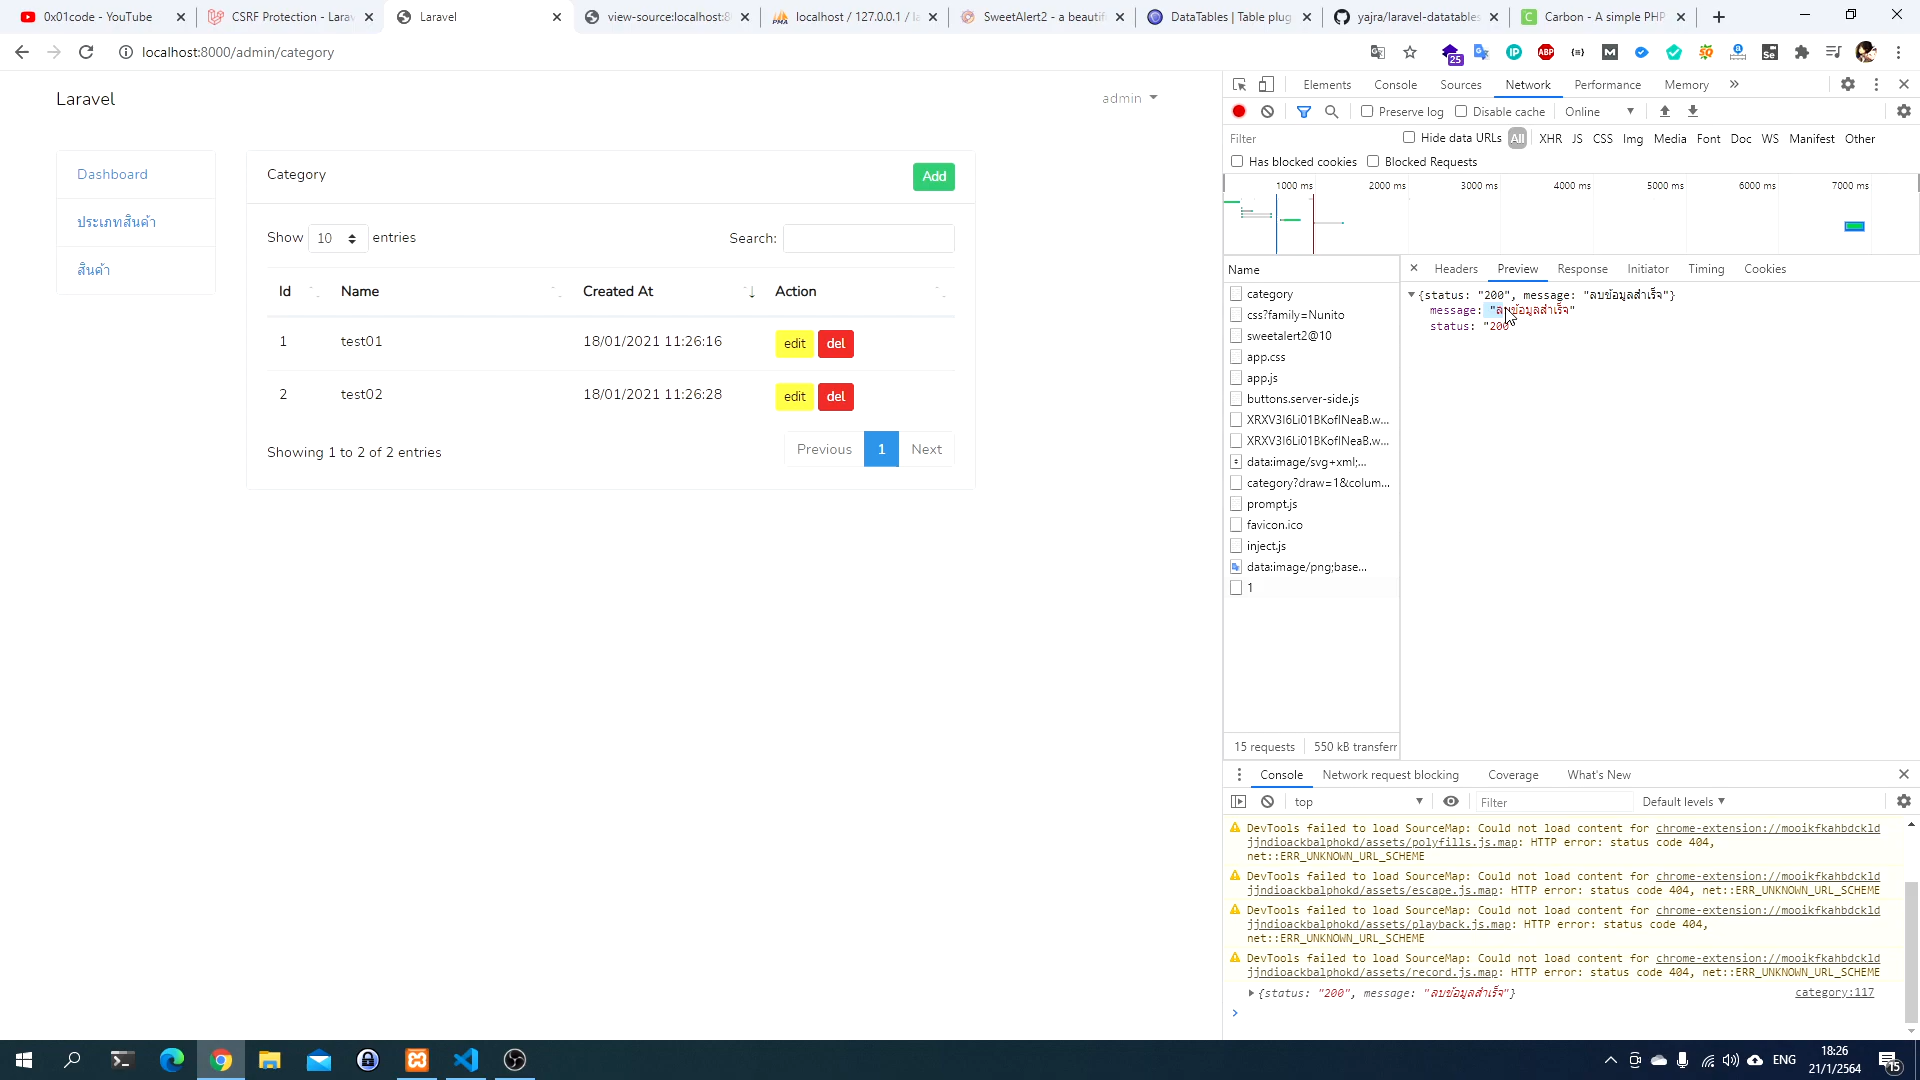 0x01code - YouTube
CSRF Protection - Larav
Laravel
view-source:localhost:8
localhost / 127.0.0.1 / la
SweetAlert2 - a beautif
DataTables | Table plug
yajra/laravel-datatables
Carbon - A simple PHP
localhost:8000/admin/category
25
Laravel
admin
Dashboard
ประเภทสินค้า
สินค้า
Category
Add
Show 10 entries
Search:
Id Name Created At Action
1 test01 18/01/2021 11:26:16 edit del
2 test02 18/01/2021 11:26:28 edit del
Showing 1 to 2 of 2 entries
Previous 1 Next
Elements Console Sources Network Performance Memory
Preserve log Disable cache Online
Filter Hide data URLs All XHR JS CSS Img Media Font Doc WS Manifest Other
Has blocked cookies Blocked Requests
1000 ms 2000 ms 3000 ms 4000 ms 5000 ms 6000 ms 7000 ms
Name
category
css?family=Nunito
sweetalert2@10
app.css
app.js
buttons.server-side.js
XRXV3I6Li01BKofINeaB.w...
XRXV3I6Li01BKofINeaB.w...
data:image/svg+xml;...
category?draw=1&colum...
prompt.js
favicon.ico
inject.js
data:image/png;base...
1
15 requests 550 kB transferr
Headers Preview Response Initiator Timing Cookies
{status: "200", message: "ลบข้อมูลสำเร็จ"}
message: "ลบข้อมูลสำเร็จ"
status: "200"
Console Network request blocking Coverage What's New
top Filter Default levels
DevTools failed to load SourceMap: Could not load content for chrome-extension://mooikfkahbdckld
jjndioackbalphokd/assets/polyfills.js.map: HTTP error: status code 404,
net::ERR_UNKNOWN_URL_SCHEME
DevTools failed to load SourceMap: Could not load content for chrome-extension://mooikfkahbdckld
jjndioackbalphokd/assets/escape.js.map: HTTP error: status code 404, net::ERR_UNKNOWN_URL_SCHEME
DevTools failed to load SourceMap: Could not load content for chrome-extension://mooikfkahbdckld
jjndioackbalphokd/assets/playback.js.map: HTTP error: status code 404,
net::ERR_UNKNOWN_URL_SCHEME
DevTools failed to load SourceMap: Could not load content for chrome-extension://mooikfkahbdckld
jjndioackbalphokd/assets/record.js.map: HTTP error: status code 404, net::ERR_UNKNOWN_URL_SCHEME
{status: "200", message: "ลบข้อมูลสำเร็จ"} category:117
ENG
18:26
21/1/2564
15